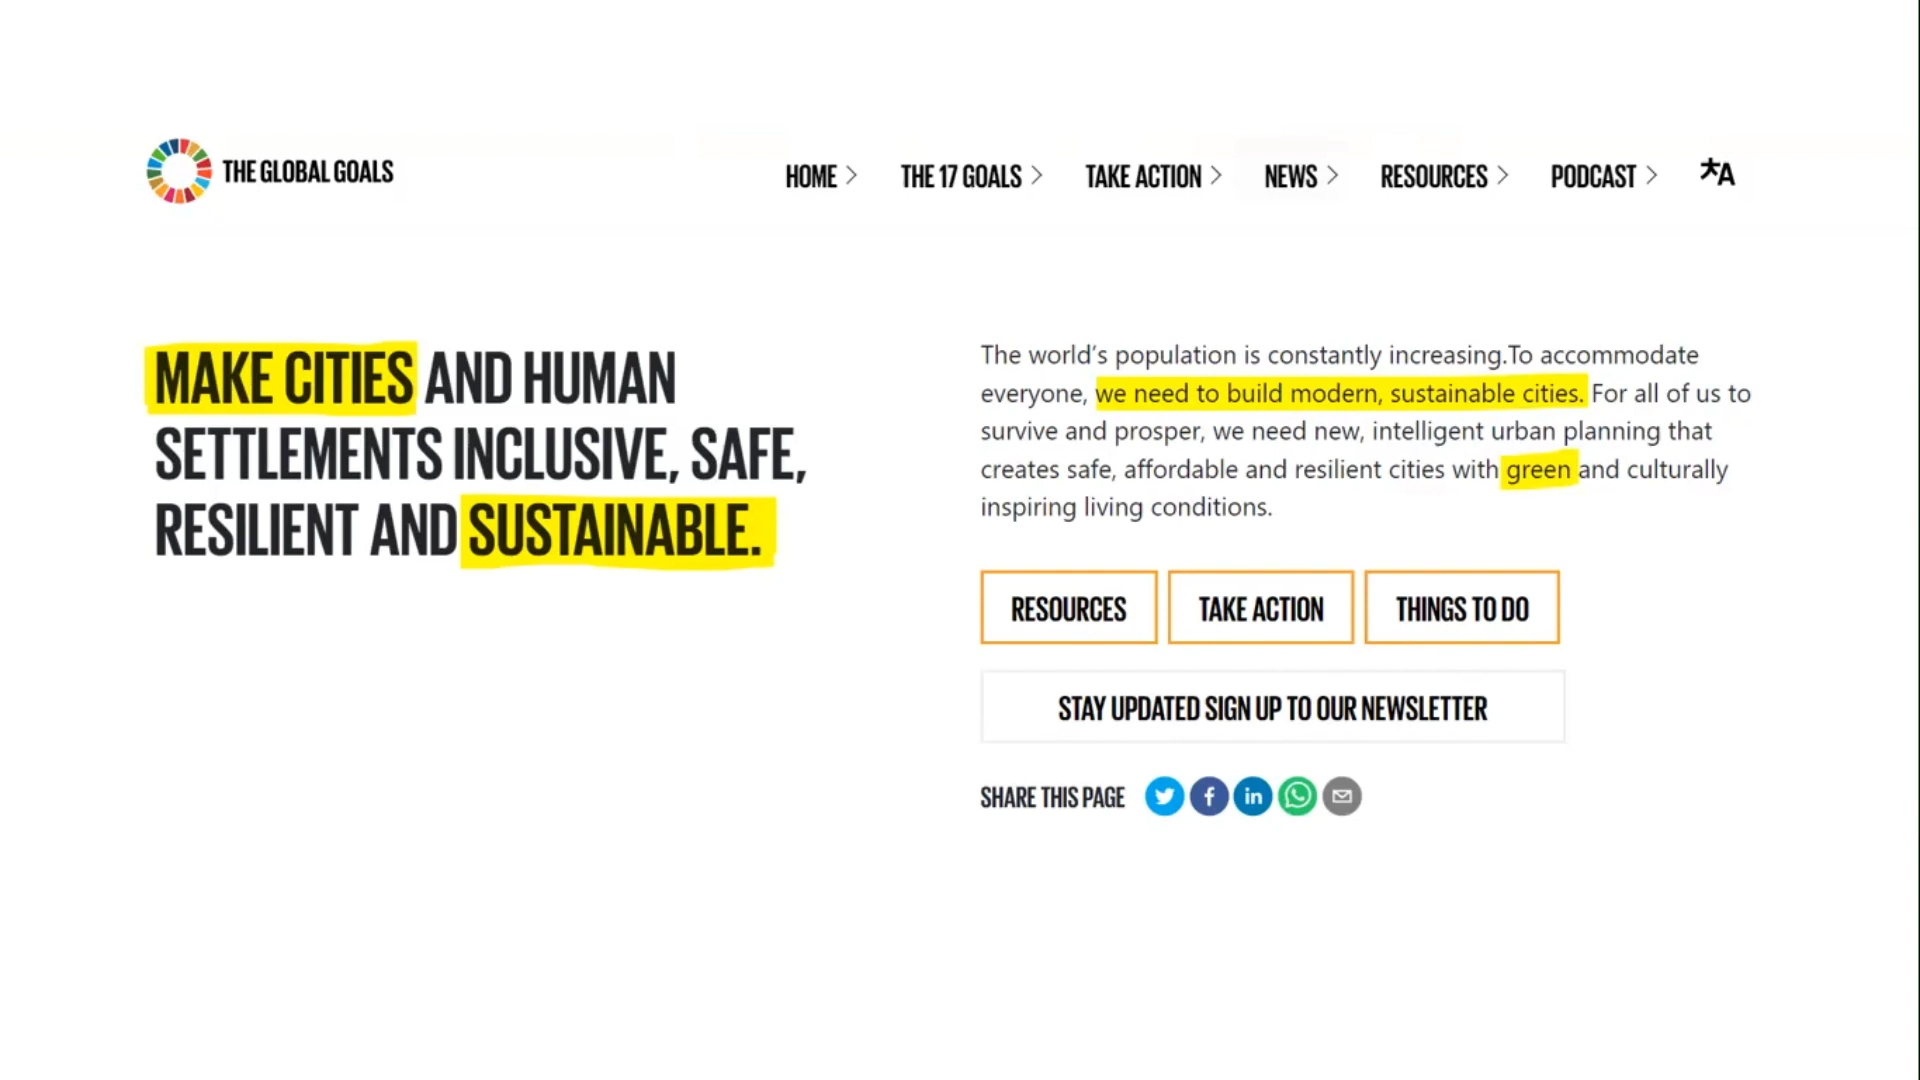 THE GLOBAL GOALS
HOME
THE 17 GOALS
TAKE ACTION
NEWS
RESOURCES
PODCAST
MAKE CITIES AND HUMAN
SETTLEMENTS INCLUSIVE, SAFE,
RESILIENT AND SUSTAINABLE.
The world's population is constantly increasing.To accommodate
everyone, we need to build modern, sustainable cities. For all of us to
survive and prosper, we need new, intelligent urban planning that
creates safe, affordable and resilient cities with green and culturally
inspiring living conditions.
RESOURCES
TAKE ACTION
THINGS TO DO
STAY UPDATED SIGN UP TO OUR NEWSLETTER
SHARE THIS PAGE